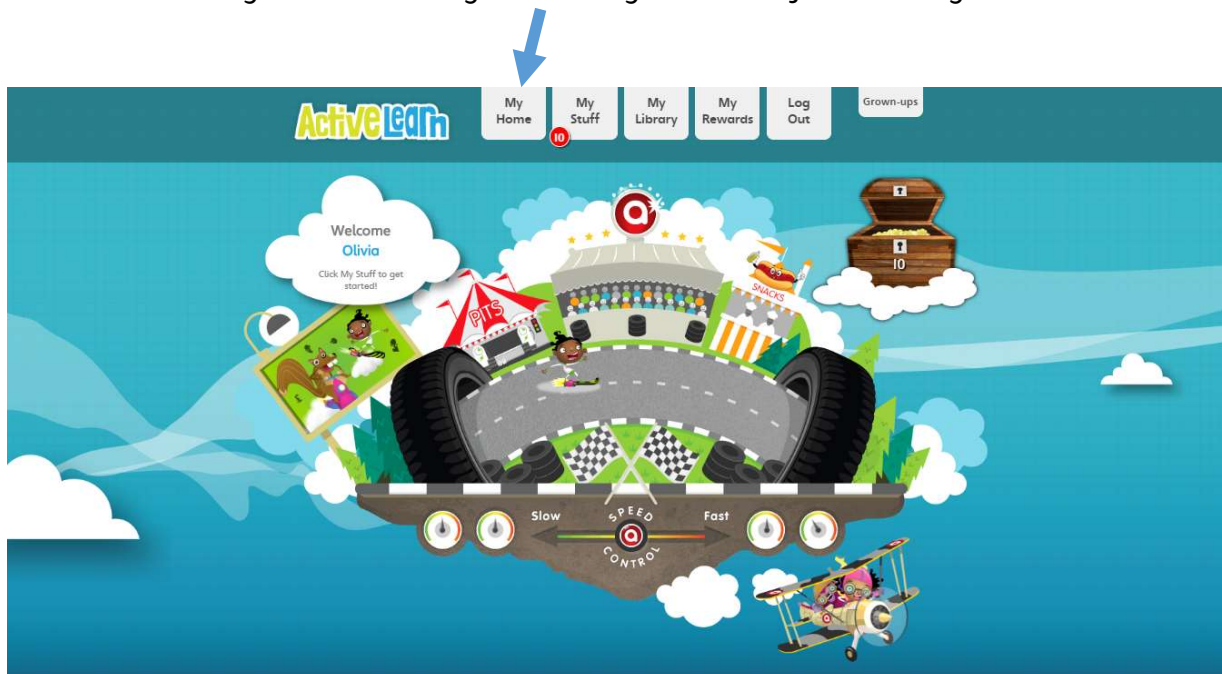 ActiveLearn
My
Home
My
Stuff
My
Library
My
Rewards
Log
Out
Grown-ups
10
Welcome
Olivia
Click My Stuff to get
started!
a
10
PITS
SNACKS
Slow
SPEED
Fast
a
CONTROL